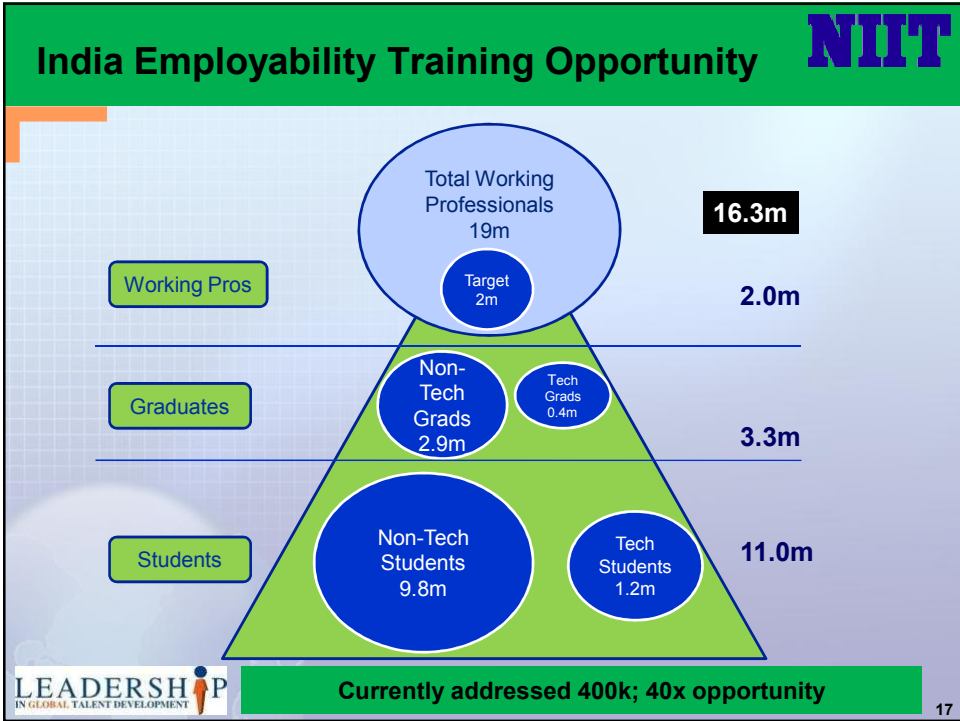 India Employability Training Opportunity
NIIT
Total Working
Professionals
19m
16.3m
Target
2m
Working Pros
2.0m
Non-
Tech
Grads
2.9m
Tech
Grads
0.4m
Graduates
3.3m
Non-Tech
Students
9.8m
Tech
Students
1.2m
Students
11.0m
LEADERSHIP
IN GLOBAL TALENT DEVELOPMENT
Currently addressed 400k; 40x opportunity
17